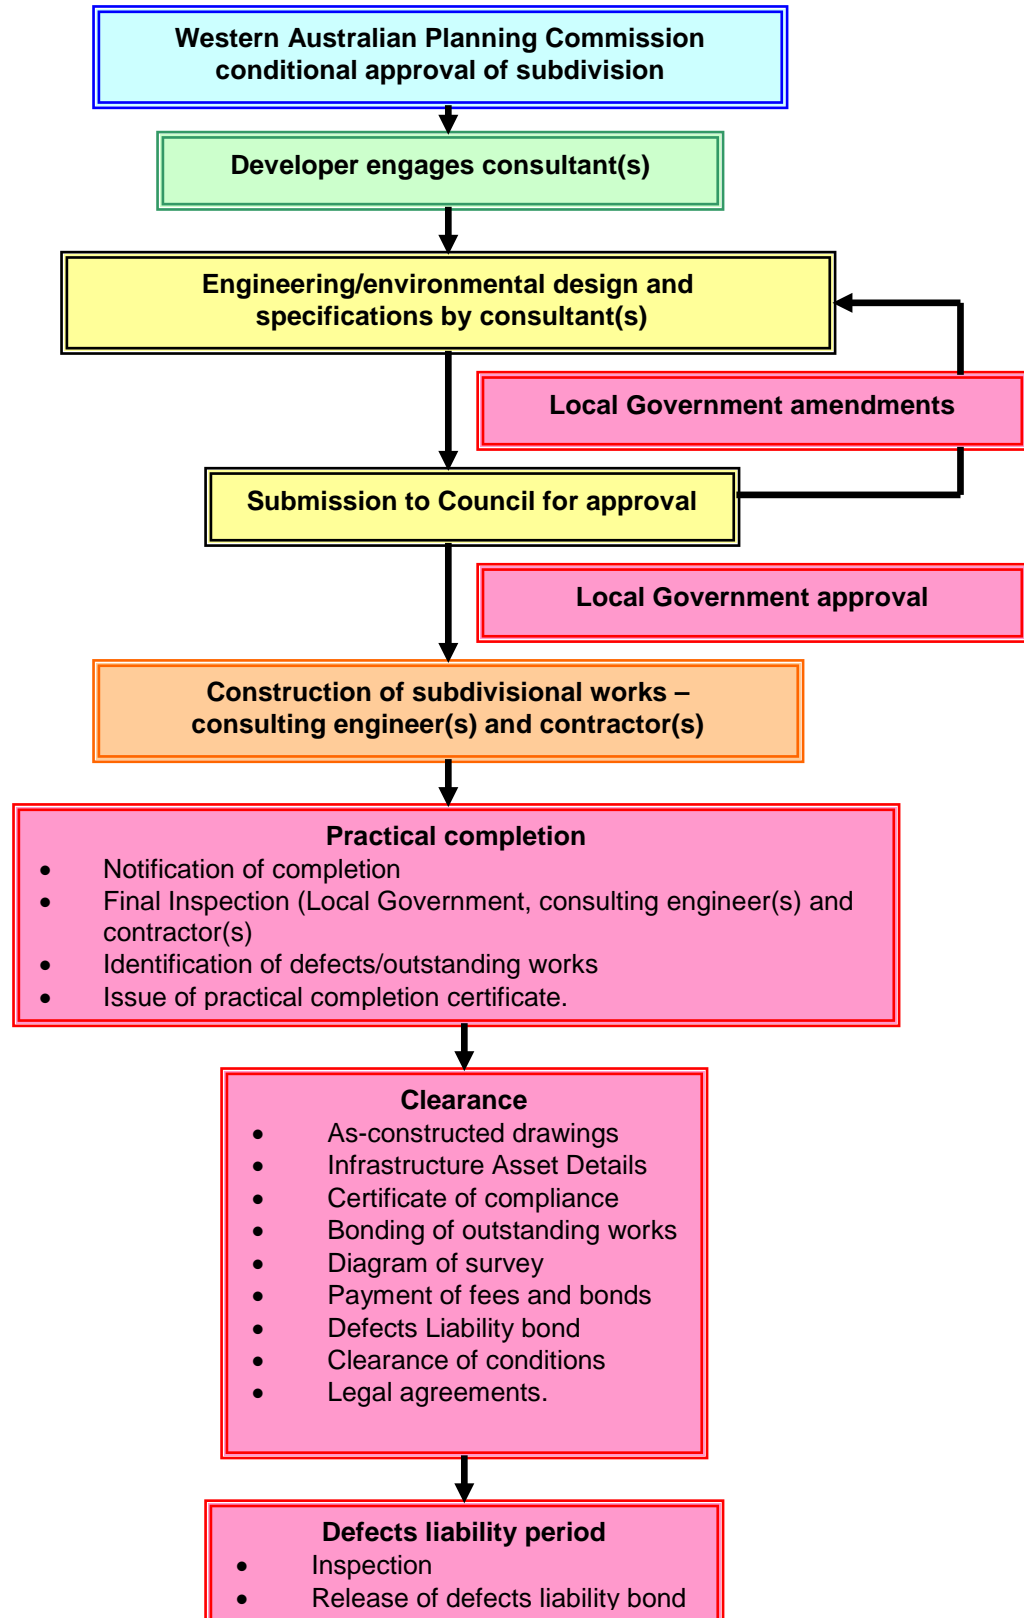 Western Australian Planning Commission
conditional approval of subdivision
Developer engages consultant(s)
Engineering/environmental design and
specifications by consultant(s)
Local Government amendments
Submission to Council for approval
Local Government approval
Construction of subdivisional works –
consulting engineer(s) and contractor(s)
Practical completion
• Notification of completion
• Final Inspection (Local Government, consulting engineer(s) and
contractor(s)
• Identification of defects/outstanding works
• Issue of practical completion certificate.
Clearance
• As-constructed drawings
• Infrastructure Asset Details
• Certificate of compliance
• Bonding of outstanding works
• Diagram of survey
• Payment of fees and bonds
• Defects Liability bond
• Clearance of conditions
• Legal agreements.
Defects liability period
• Inspection
• Release of defects liability bond